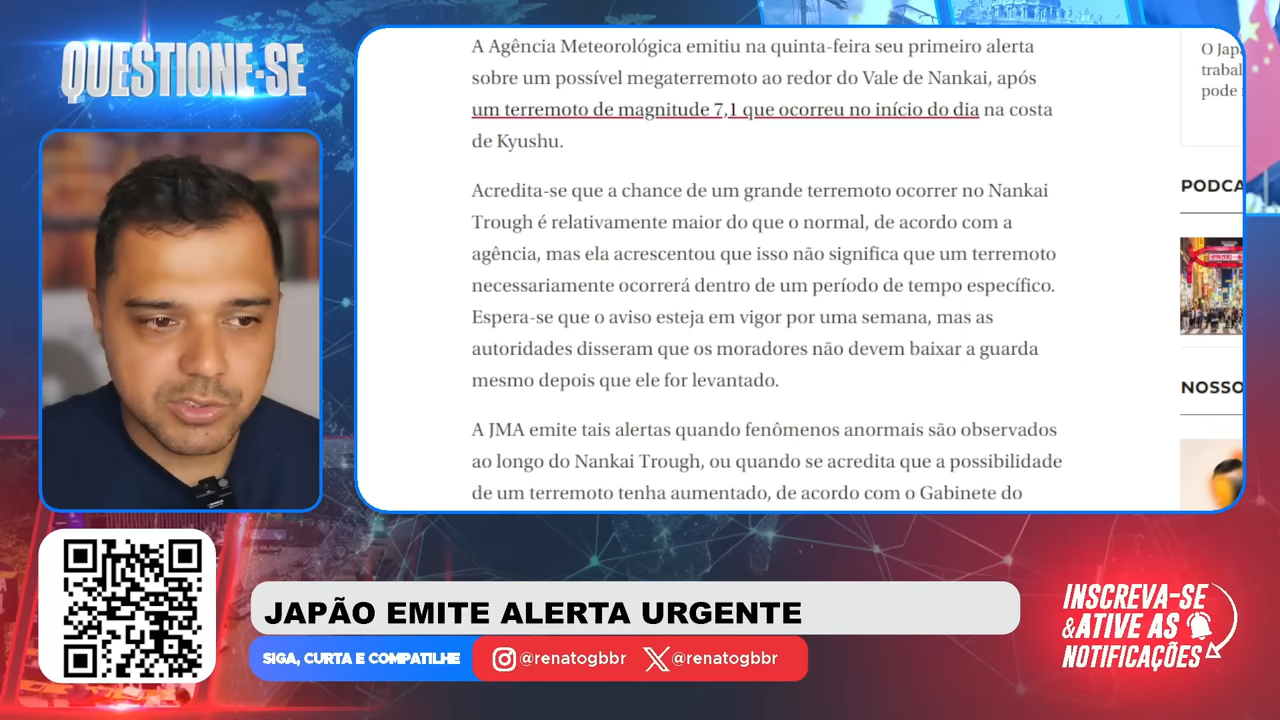 QUESTIONE-SE
A Agência Meteorológica emitiu na quinta-feira seu primeiro alerta
sobre um possível megaterremoto ao redor do Vale de Nankai, após
um terremoto de magnitude 7,1 que ocorreu no início do dia na costa
de Kyushu.
Acredita-se que a chance de um grande terremoto ocorrer no Nankai
Trough é relativamente maior do que o normal, de acordo com a
agência, mas ela acrescentou que isso não significa que um terremoto
necessariamente ocorrerá dentro de um período de tempo específico.
Espera-se que o aviso esteja em vigor por uma semana, mas as
autoridades disseram que os moradores não devem baixar a guarda
mesmo depois que ele for levantado.
A JMA emite tais alertas quando fenômenos anormais são observados
ao longo do Nankai Trough, ou quando se acredita que a possibilidade
de um terremoto tenha aumentado, de acordo com o Gabinete do
O Jap
trabal
pode
PODCA
NOSSO
JAPÃO EMITE ALERTA URGENTE
SIGA, CURTA E COMPATILHE
@renatogbbr
@renatogbbr
INSCREVA-SE
&ATIVE AS
NOTIFICAÇÕES